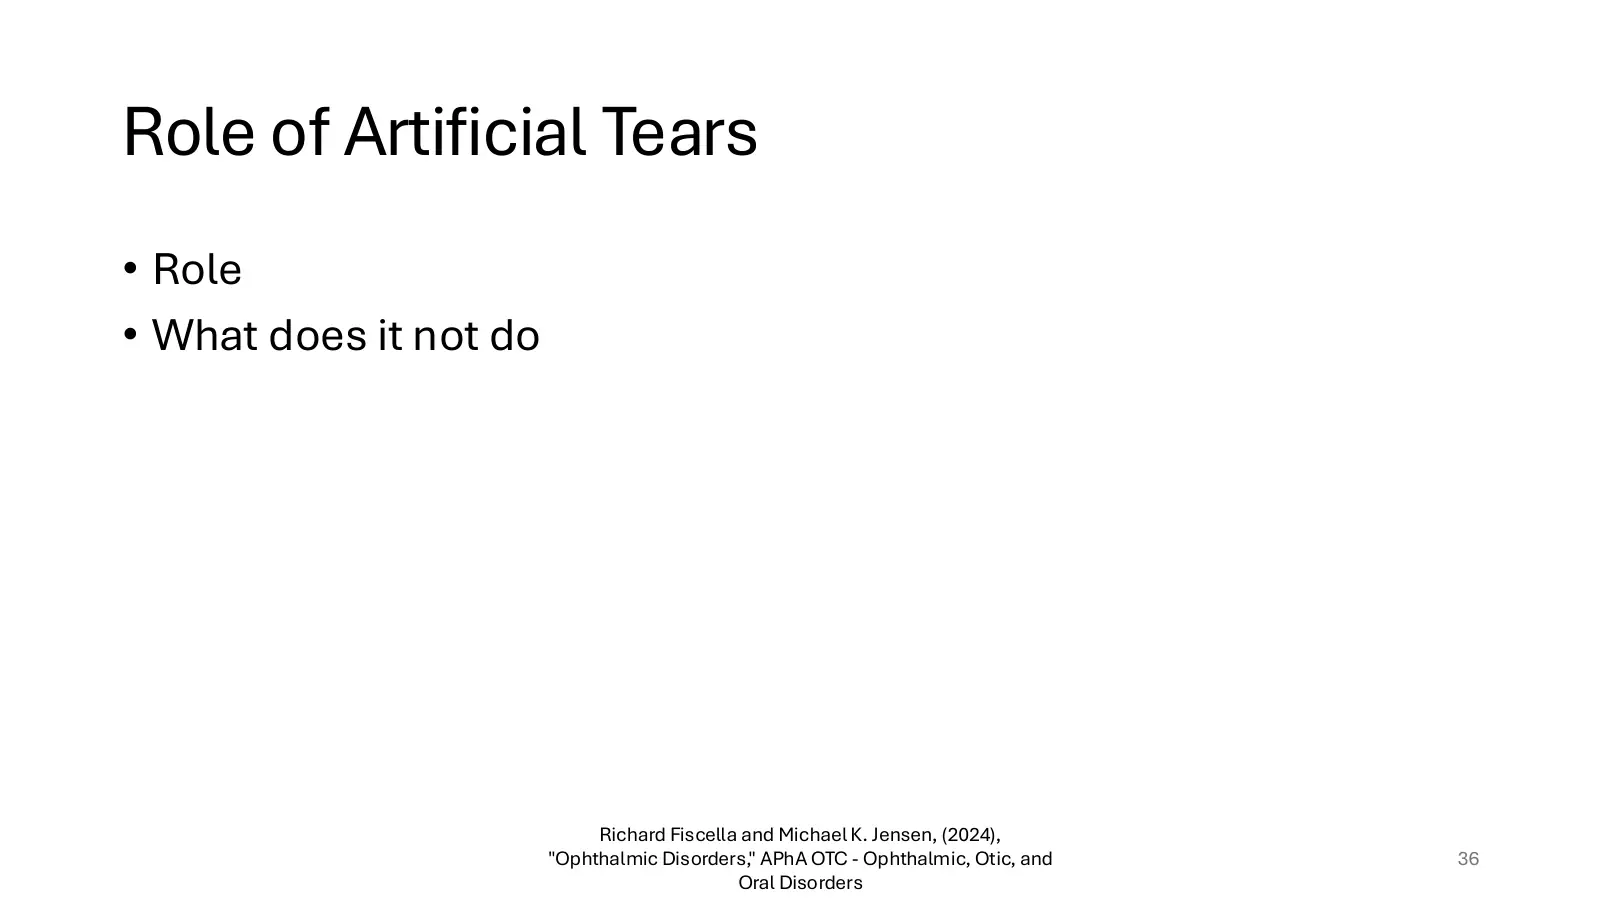 Role of Artificial Tears
• Role
• What does it not do
Richard Fiscella and Michael K. Jensen, (2024),
"Ophthalmic Disorders," APhA OTC - Ophthalmic, Otic, and
Oral Disorders
36